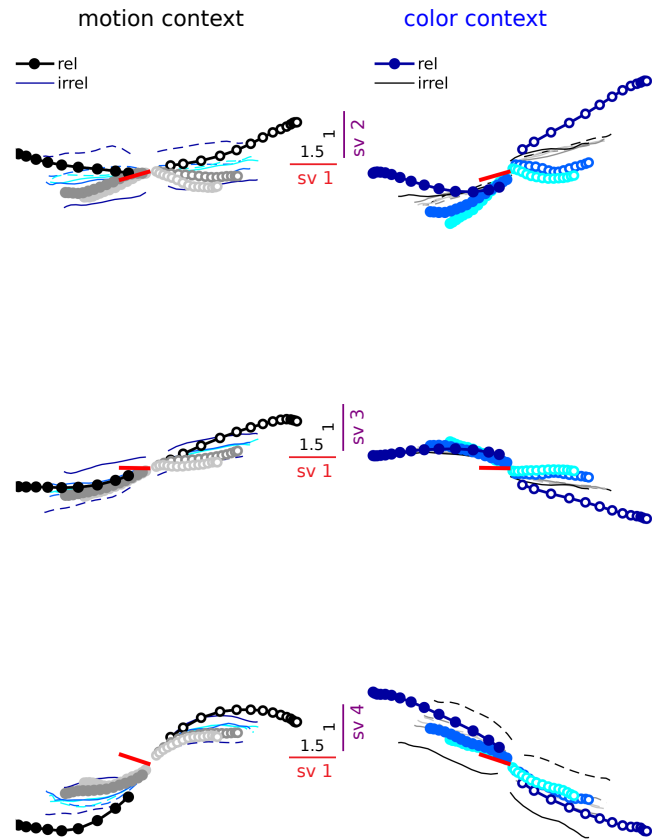 motion context
color context
rel
irrel
rel
irrel
1
1.5
sv 2
sv 1
1
1.5
sv 3
sv 1
1
1.5
sv 4
sv 1